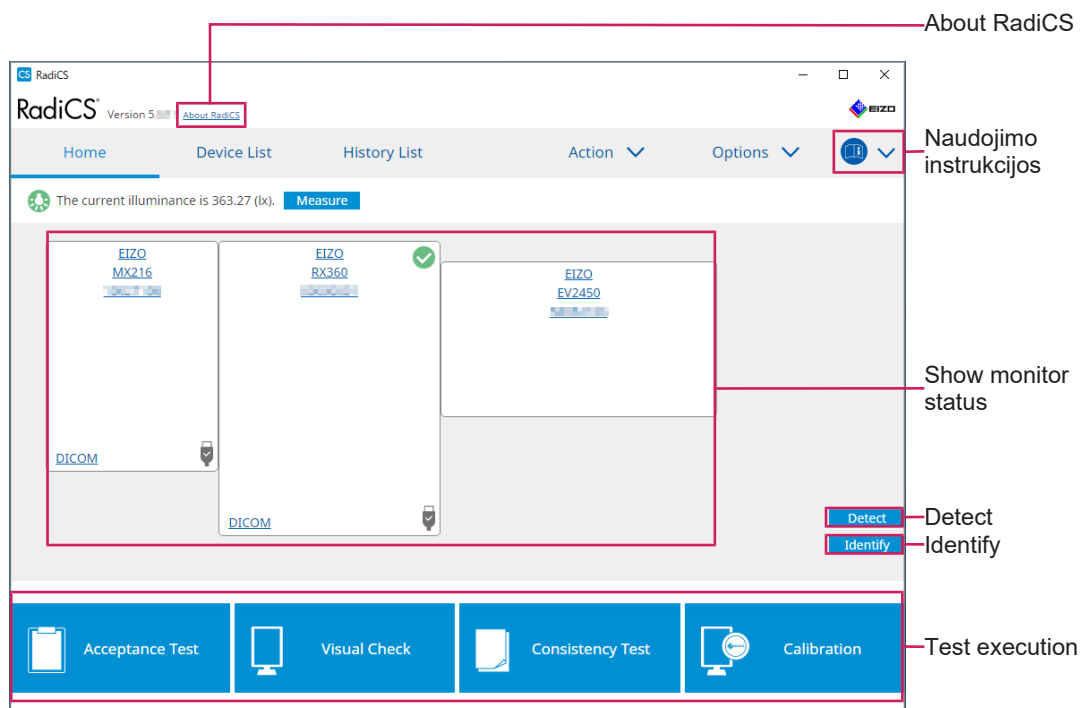 About RadiCS
CS RadiCS
RadiCS® Version 5. About RadiCS
EIZO
Home Device List History List Action Options
Naudojimo
instrukcijos
The current illuminance is 363.27 (lx). Measure
EIZO
MX216
EIZO
RX360
EIZO
EV2450
Show monitor
status
DICOM
DICOM
Detect
Detect
Identify
Identify
Acceptance Test
Visual Check
Consistency Test
Calibration
Test execution